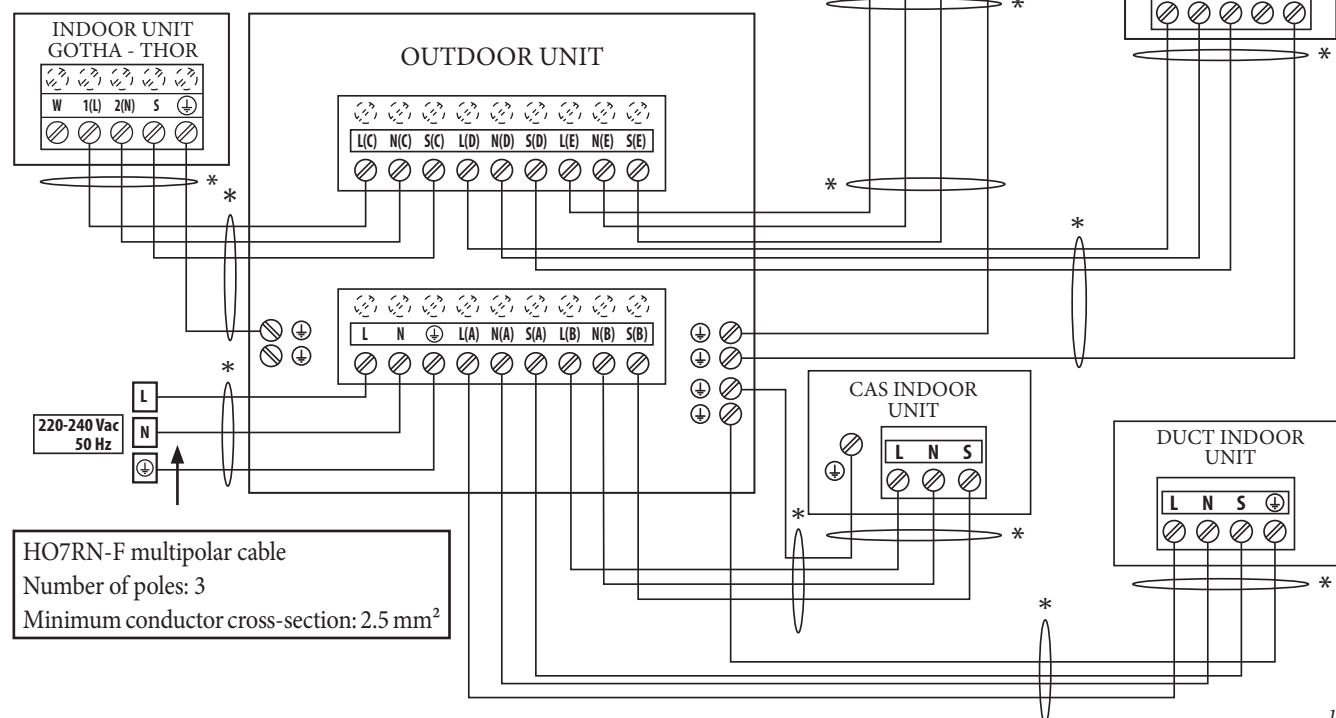 *
*
INDOOR UNIT
GOTHA - THOR
W 1(L) 2(N) S
*
*
OUTDOOR UNIT
L(C) N(C) S(C) L(D) N(D) S(D) L(E) N(E) S(E)
*
*
L N L(A) N(A) S(A) L(B) N(B) S(B)
*
L
220-240 Vac
50 Hz
N
CAS INDOOR
UNIT
L N S
*
*
DUCT INDOOR
UNIT
L N S
*
*
HO7RN-F multipolar cable
Number of poles: 3
Minimum conductor cross-section: 2.5 mm²
1